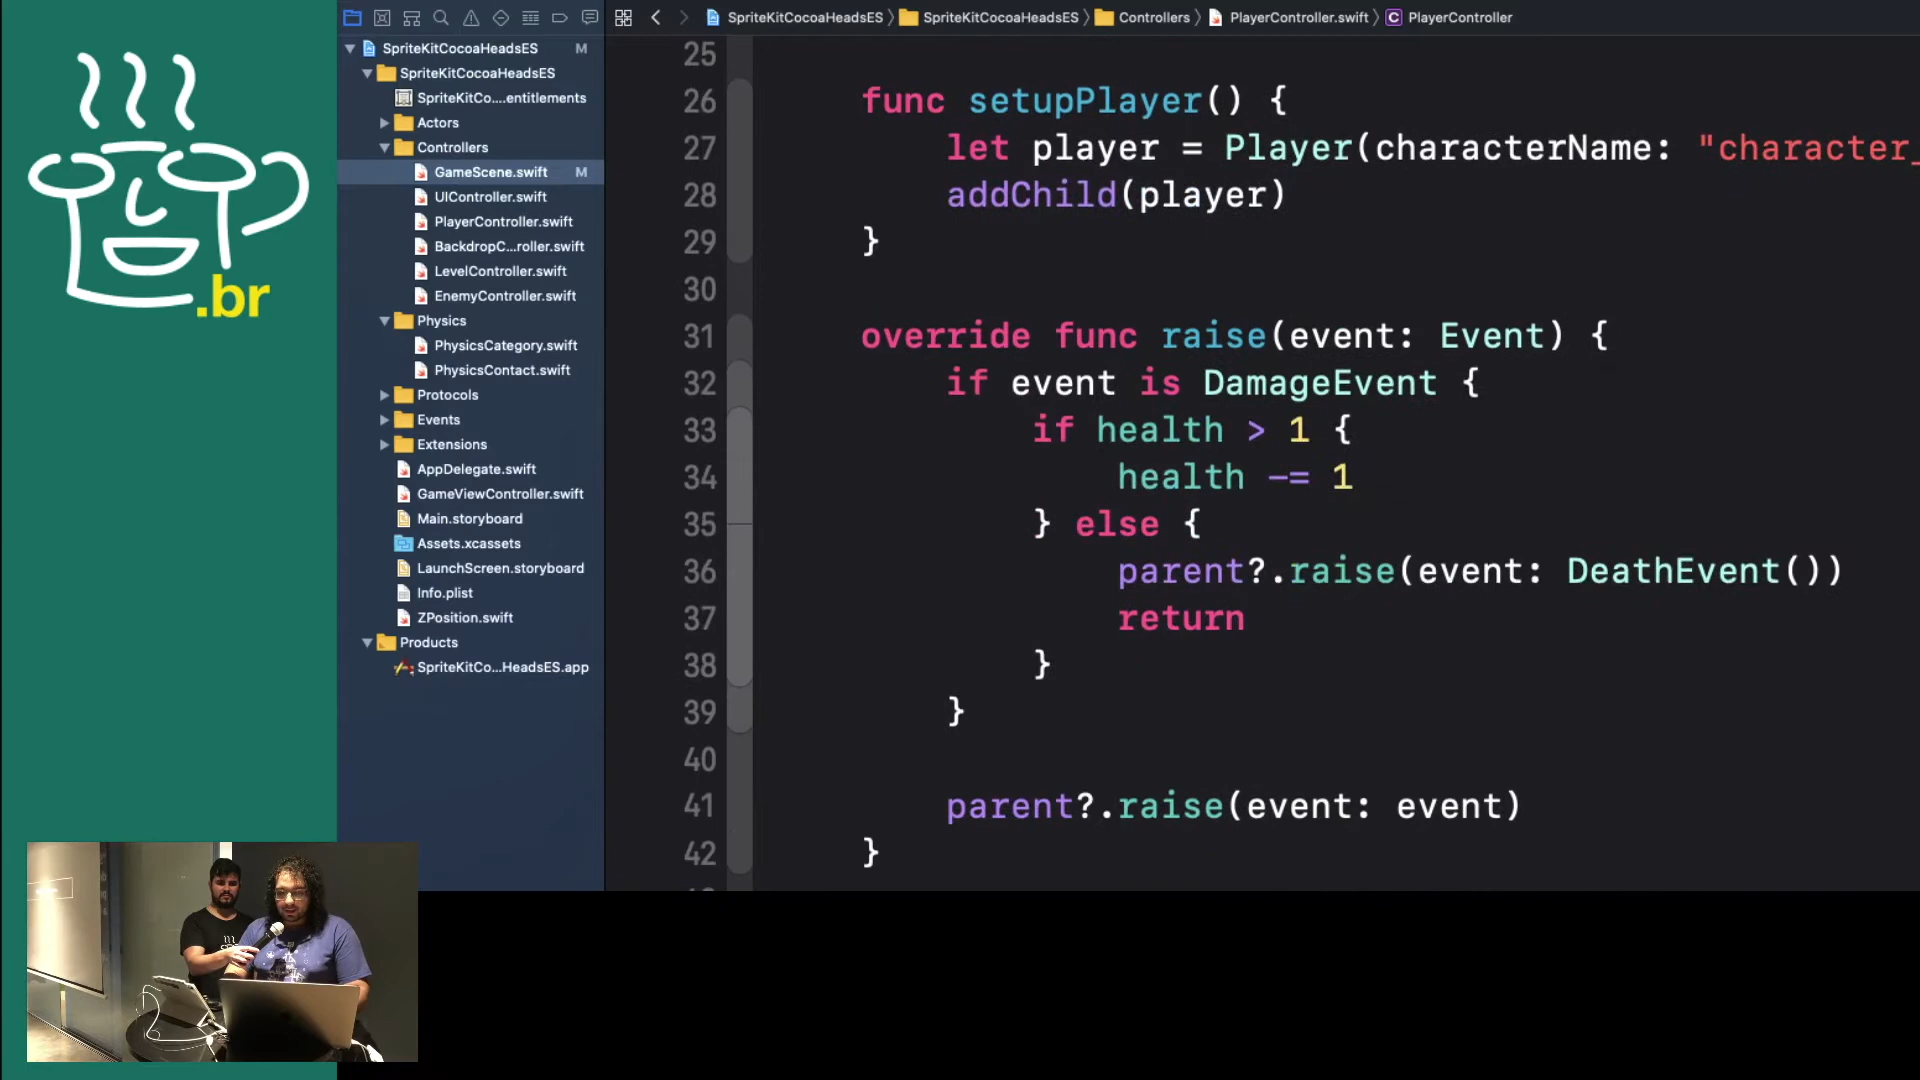 .br
SpriteKitCocoaHeadsES M
SpriteKitCocoaHeadsES
SpriteKitCo....entitlements
Actors
Controllers
GameScene.swift M
UIController.swift
PlayerController.swift
BackdropC...roller.swift
LevelController.swift
EnemyController.swift
Physics
PhysicsCategory.swift
PhysicsContact.swift
Protocols
Events
Extensions
AppDelegate.swift
GameViewController.swift
Main.storyboard
Assets.xcassets
LaunchScreen.storyboard
Info.plist
ZPosition.swift
Products
SpriteKitCo...HeadsES.app
SpriteKitCocoaHeadsES 〉 SpriteKitCocoaHeadsES 〉 Controllers 〉 PlayerController.swift 〉 C PlayerController
25
26 func setupPlayer() {
27 let player = Player(characterName: "character_
28 addChild(player)
29 }
30
31 override func raise(event: Event) {
32 if event is DamageEvent {
33 if health > 1 {
34 health -= 1
35 } else {
36 parent?.raise(event: DeathEvent())
37 return
38 }
39 }
40
41 parent?.raise(event: event)
42 }